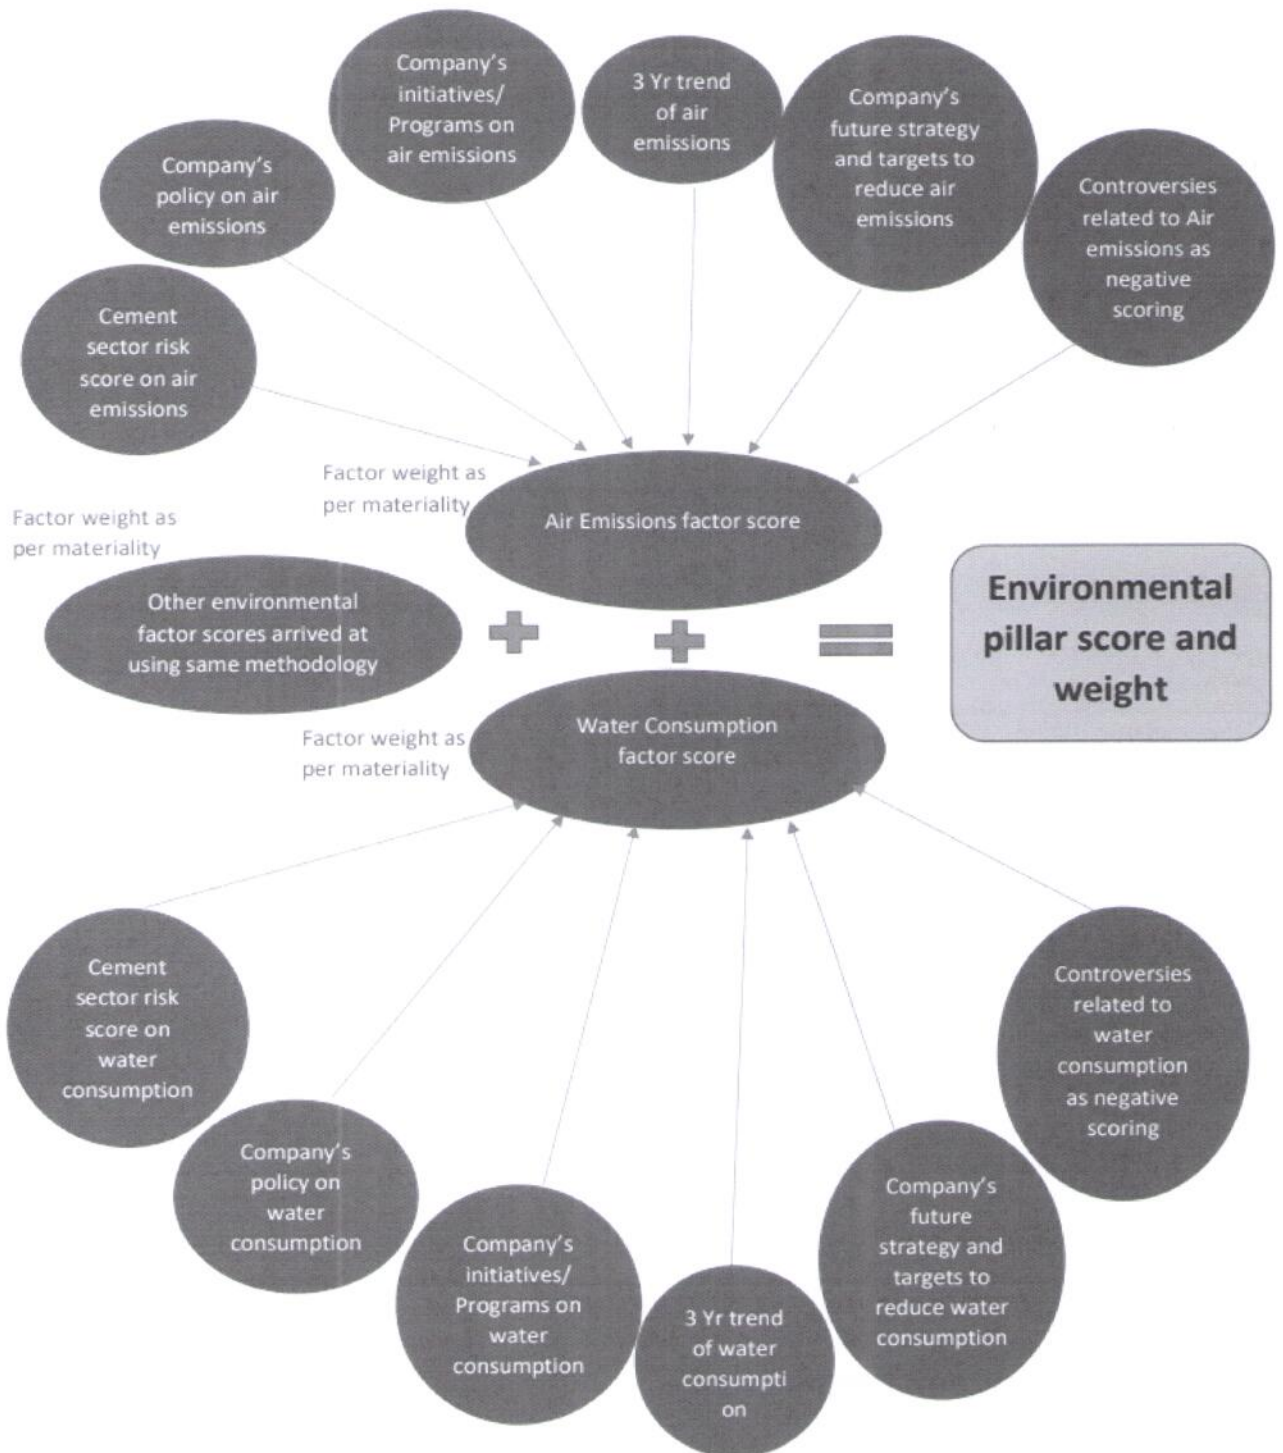 Company's
initiatives/
Programs on
air emissions
3 Yr trend
of air
emissions
Company's
future strategy
and targets to
reduce air
emissions
Company's
policy on air
emissions
Controversies
related to Air
emissions as
negative
scoring
Cement
sector risk
score on air
emissions
Factor weight as
per materiality
Air Emissions factor score
Factor weight as
per materiality
Other environmental
factor scores arrived at
using same methodology
Environmental
pillar score and
weight
Factor weight as
per materiality
Water Consumption
factor score
Cement
sector risk
score on
water
consumption
Company's
policy on
water
consumption
Company's
initiatives/
Programs on
water
consumption
3 Yr trend
of water
consumpti
on
Company's
future
strategy and
targets to
reduce water
consumption
Controversies
related to
water
consumption
as negative
scoring